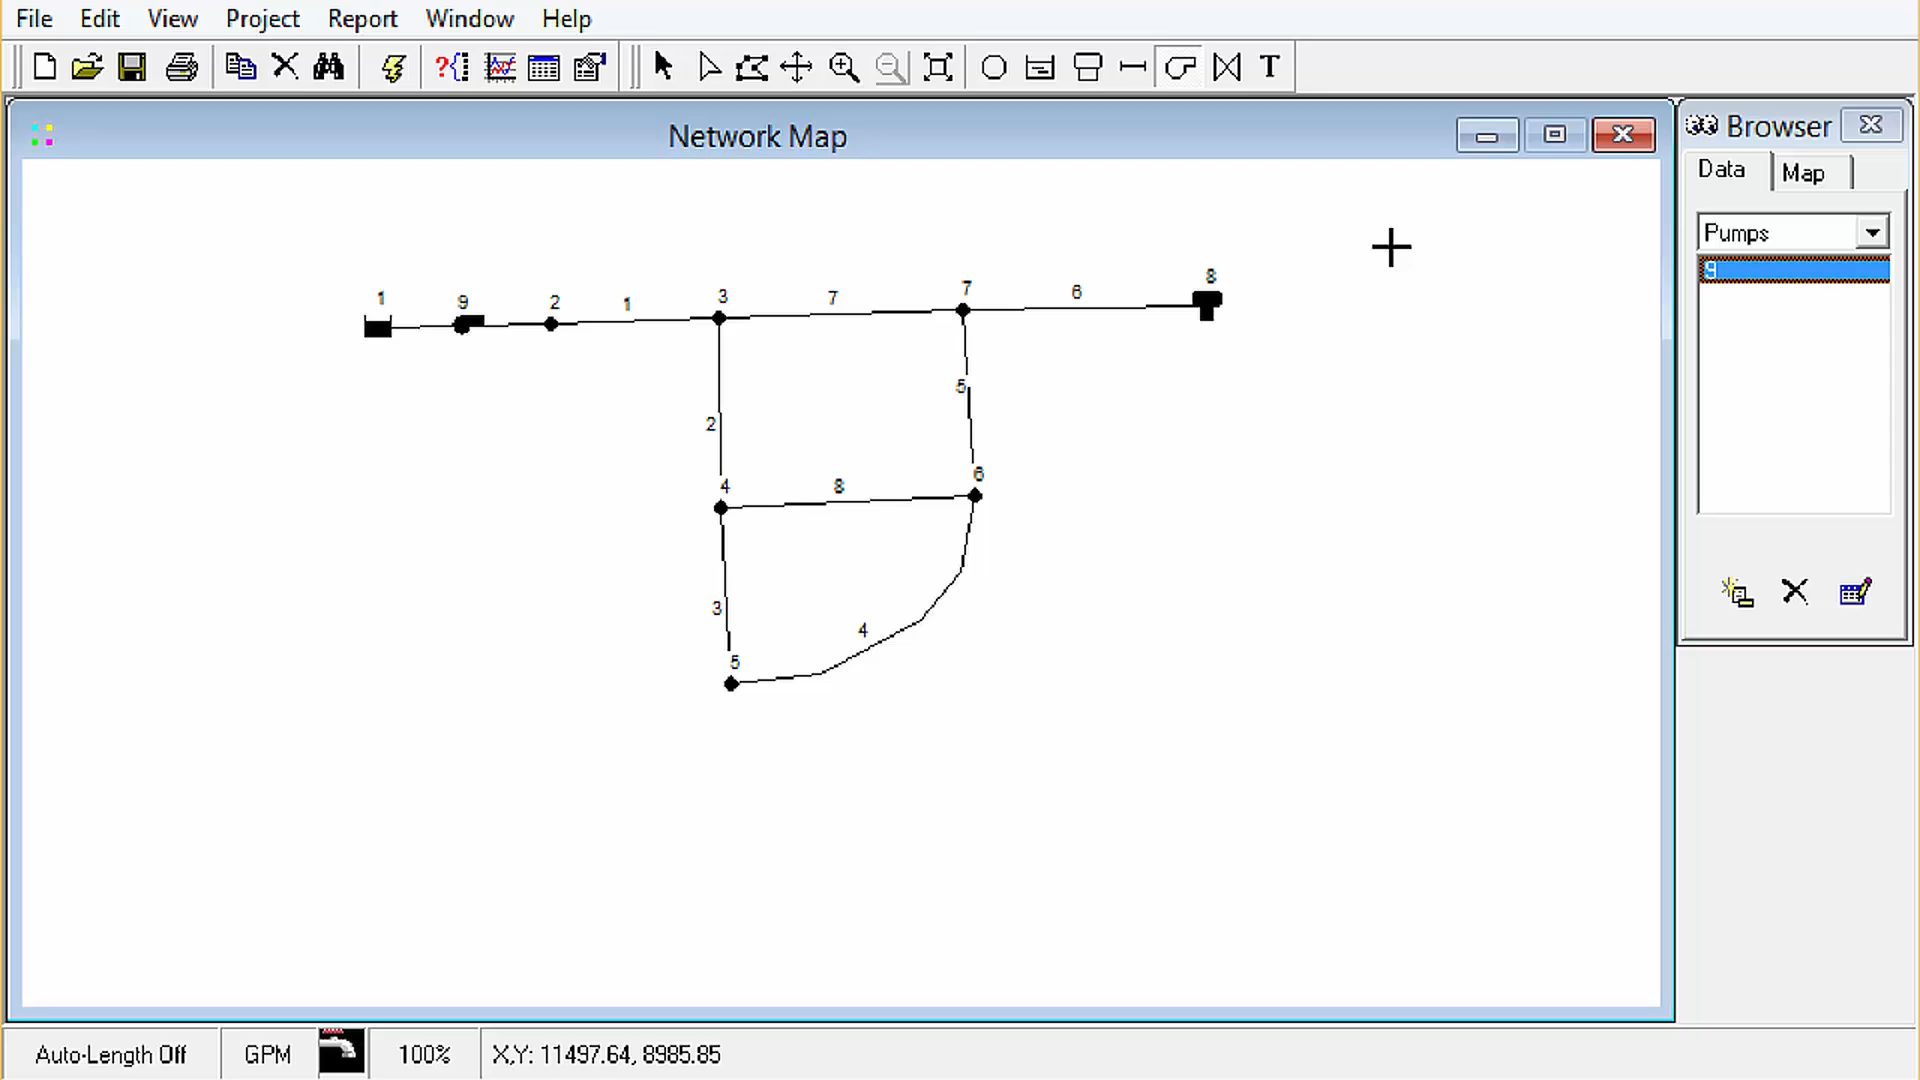 File Edit View Project Report Window Help
T
Network Map
Browser
Data Map
Pumps
9
8
1 9 2 1 3 7 7 6
5
2
4 8 6
3 4
5
Auto-Length Off GPM 100% X,Y: 11497.64, 8985.85